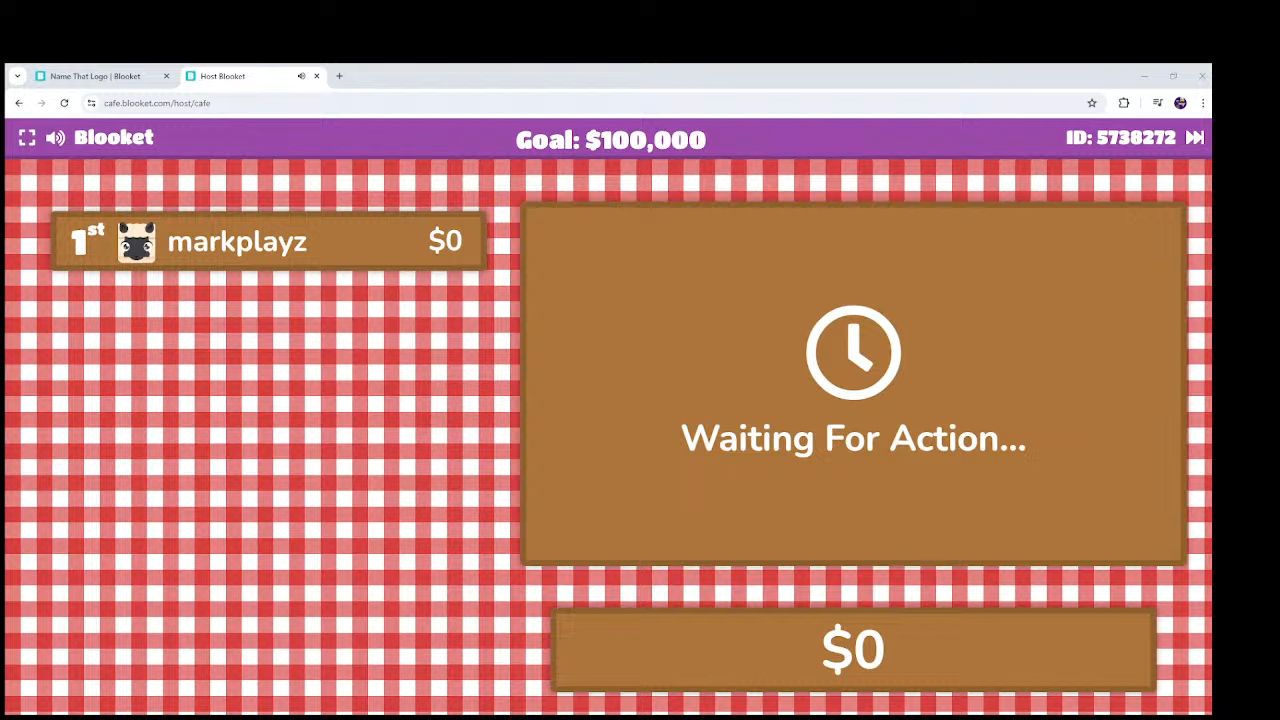 Name That Logo | Blooket
Host Blooket
cafe.blooket.com/host/cafe
Blooket
Goal: $100,000
ID: 5738272
1st markplayz $0
Waiting For Action...
$0